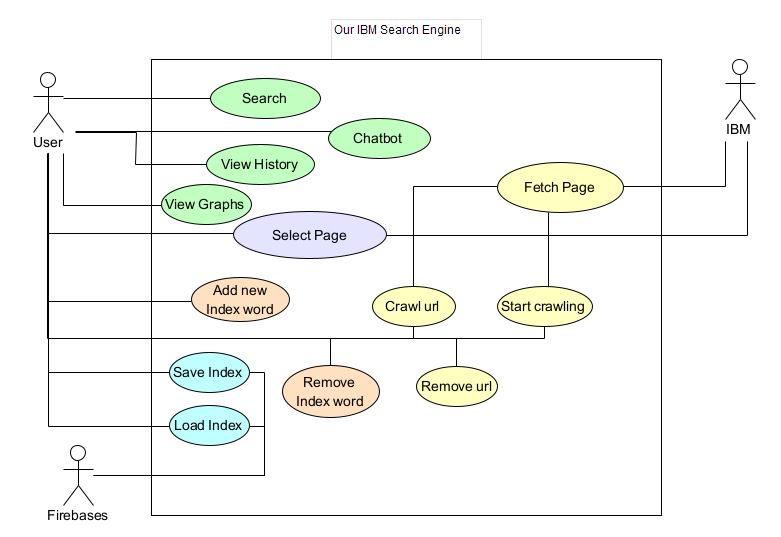 Our IBM Search Engine
Search
Chatbot
User
IBM
View History
Fetch Page
View Graphs
Select Page
Add new
Index word
Crawl url
Start crawling
Save Index
Remove
Index word
Remove url
Load Index
Firebases